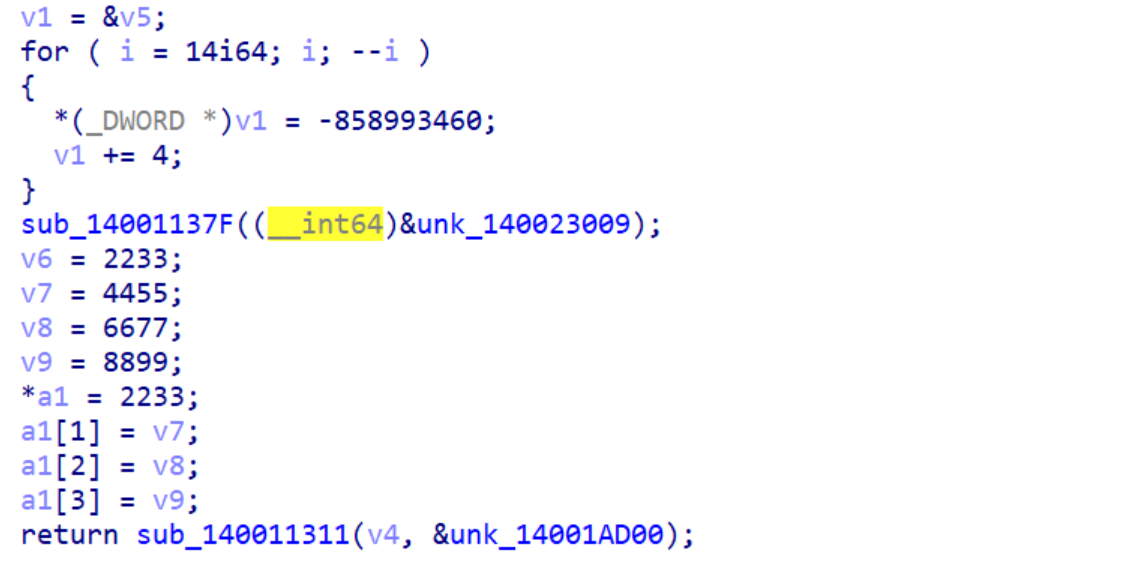 v1 = &v5;
for ( i = 14i64; i; --i )
{
*(_DWORD *)v1 = -858993460;
v1 += 4;
}
sub_14001137F((__int64)&unk_140023009);
v6 = 2233;
v7 = 4455;
v8 = 6677;
v9 = 8899;
*a1 = 2233;
a1[1] = v7;
a1[2] = v8;
a1[3] = v9;
return sub_140011311(v4, &unk_14001AD00);